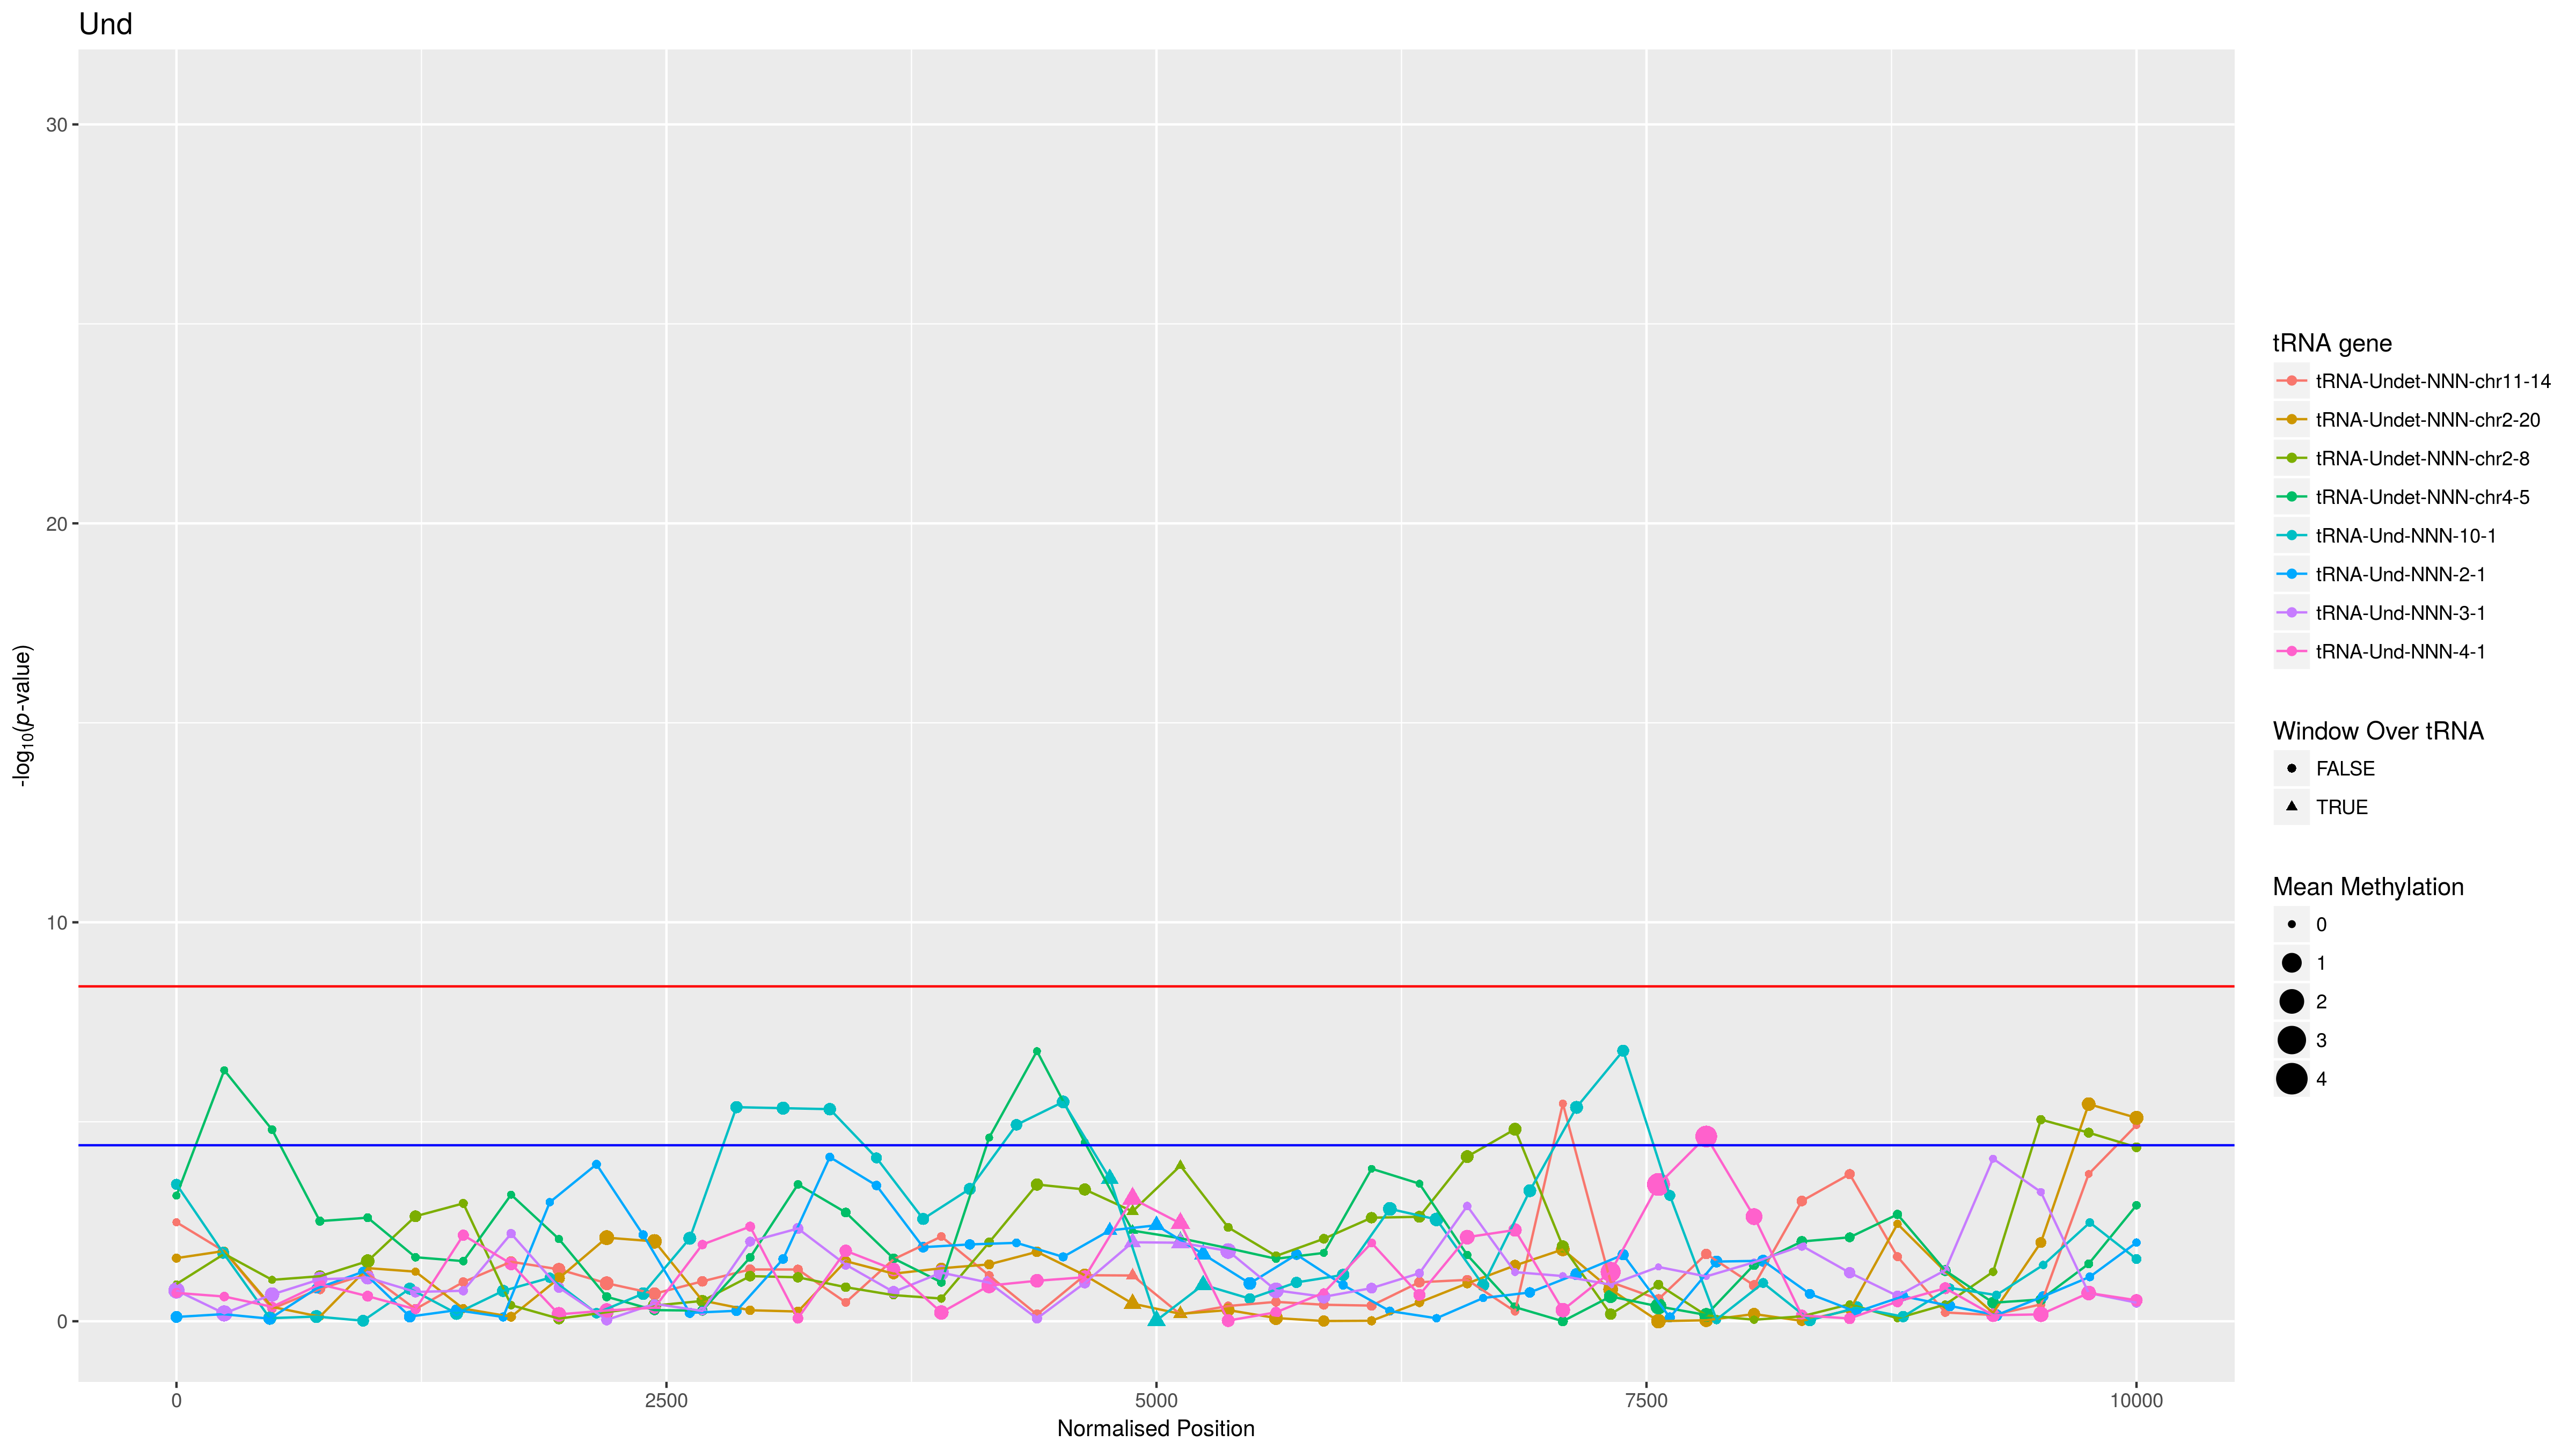 Und
30
20
10
0
-log10(p-value)
0 2500 5000 7500 10000
Normalised Position
tRNA gene
tRNA-Undet-NNN-chr11-14
tRNA-Undet-NNN-chr2-20
tRNA-Undet-NNN-chr2-8
tRNA-Undet-NNN-chr4-5
tRNA-Und-NNN-10-1
tRNA-Und-NNN-2-1
tRNA-Und-NNN-3-1
tRNA-Und-NNN-4-1
Window Over tRNA
FALSE
TRUE
Mean Methylation
0
1
2
3
4